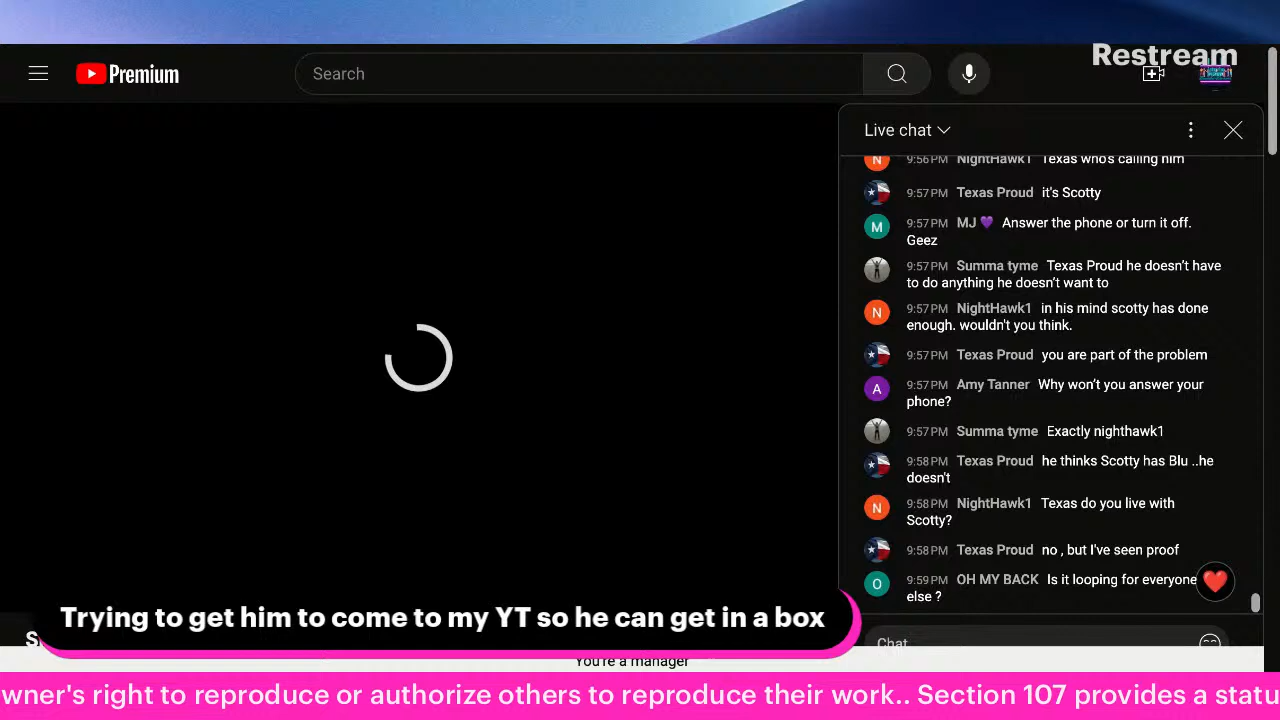 Restream
Premium
Search
Live chat
N 9:56 PM NightHawk1 Texas who's calling him
9:57 PM Texas Proud it's Scotty
M 9:57 PM MJ 💜 Answer the phone or turn it off.
Geez
9:57 PM Summa tyme Texas Proud he doesn't have
to do anything he doesn't want to
N 9:57 PM NightHawk1 in his mind scotty has done
enough. wouldn't you think.
9:57 PM Texas Proud you are part of the problem
A 9:57 PM Amy Tanner Why won't you answer your
phone?
9:57 PM Summa tyme Exactly nighthawk1
9:58 PM Texas Proud he thinks Scotty has Blu ..he
doesn't
N 9:58 PM NightHawk1 Texas do you live with
Scotty?
9:58 PM Texas Proud no , but I've seen proof
O 9:59 PM OH MY BACK Is it looping for everyone
else ?
Chat
Trying to get him to come to my YT so he can get in a box
You're a manager
wner's right to reproduce or authorize others to reproduce their work.. Section 107 provides a statu